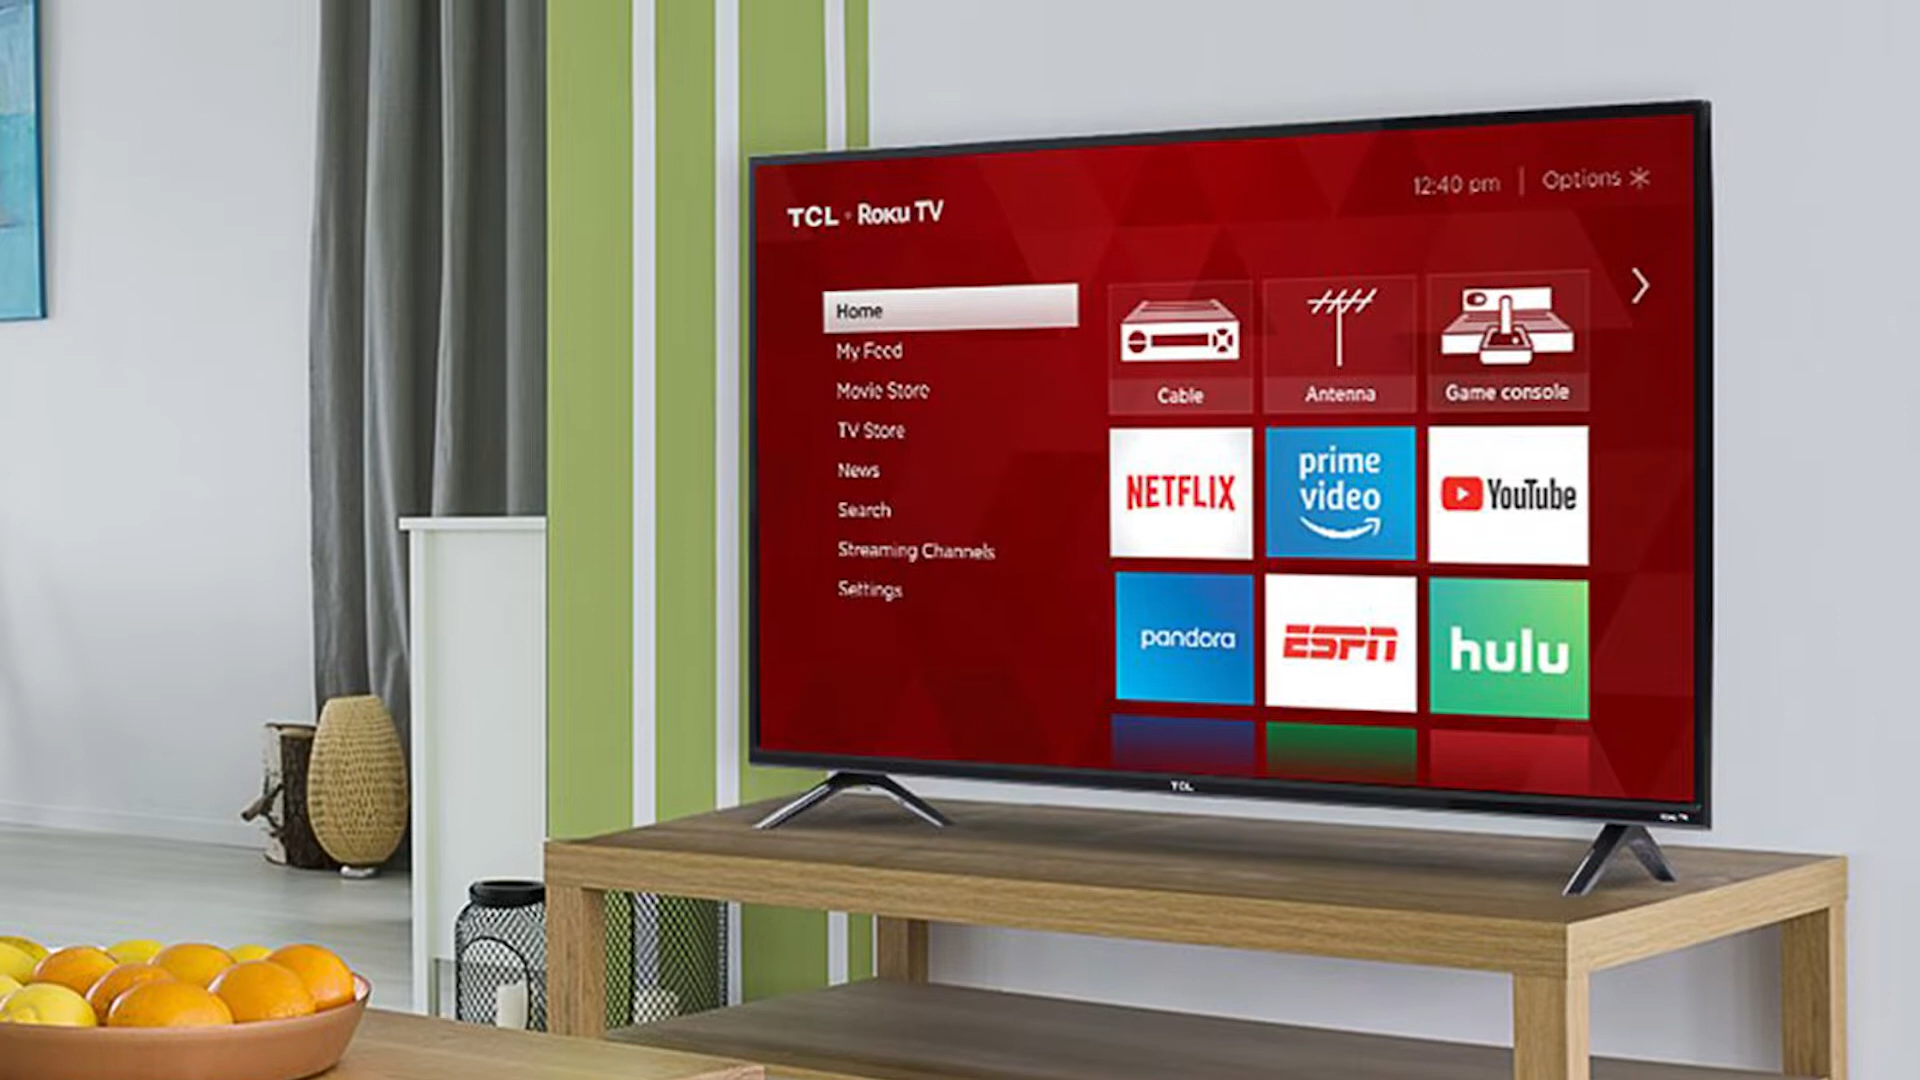 TCL • Roku TV
12:40 pm | Options
Home
My Feed
Movie Store
TV Store
News
Search
Streaming Channels
Settings
Cable
Antenna
Game console
NETFLIX
prime
video
YouTube
pandora
ESPN
hulu
TCL